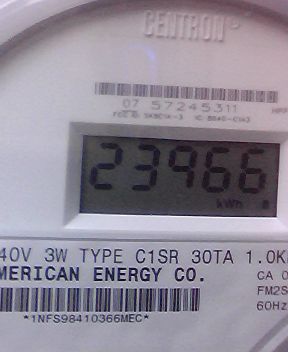 CENTRON
07 57245311
23966
kWh
40V 3W TYPE C1SR 30TA 1.0K
MERICAN ENERGY CO.
CA 0
FM2S
60Hz
*1NFS98410366MEC*